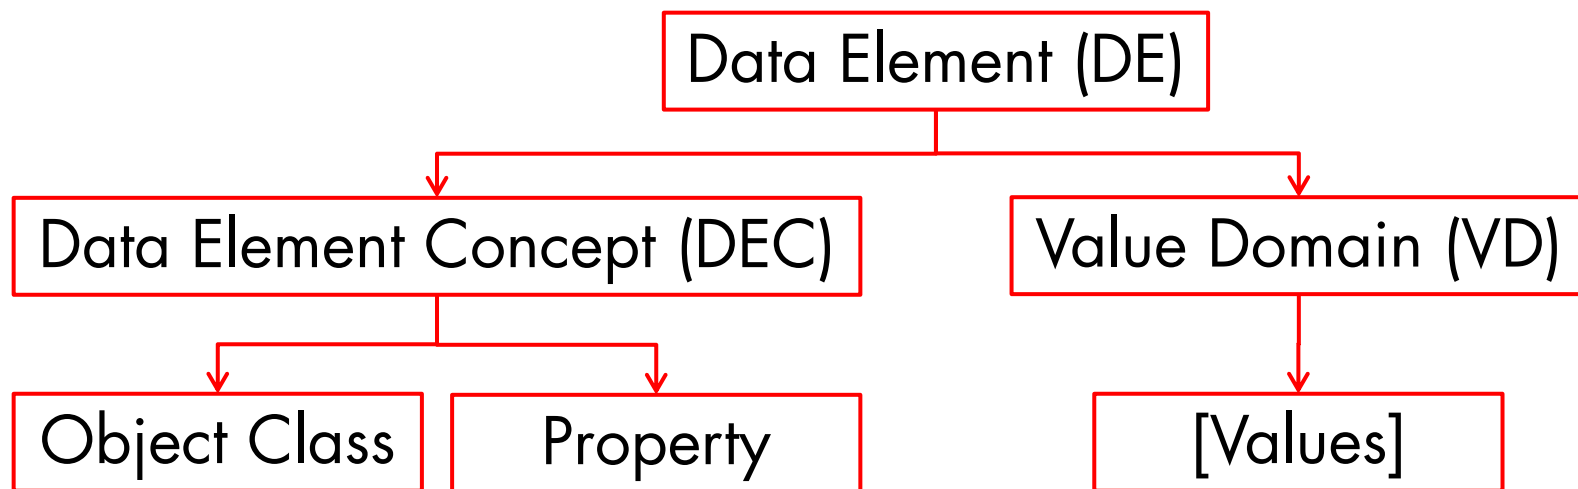 Data Element (DE)
Data Element Concept (DEC)
Value Domain (VD)
Object Class
Property
[Values]